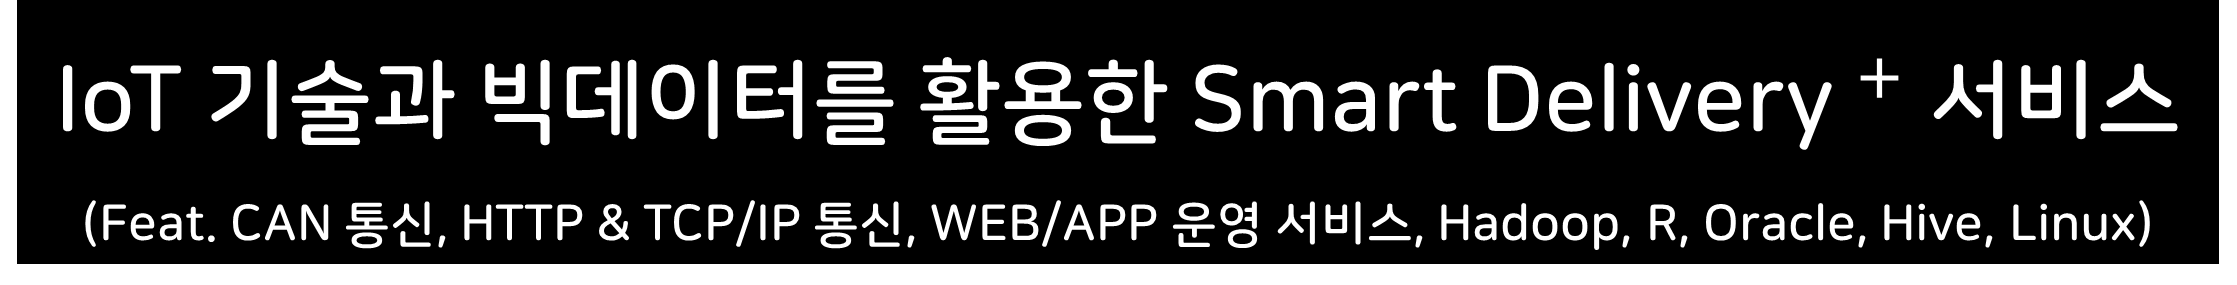 IoT 기술과 빅데이터를 활용한 Smart Delivery + 서비스
(Feat. CAN 통신, HTTP & TCP/IP 통신, WEB/APP 운영 서비스, Hadoop, R, Oracle, Hive, Linux)